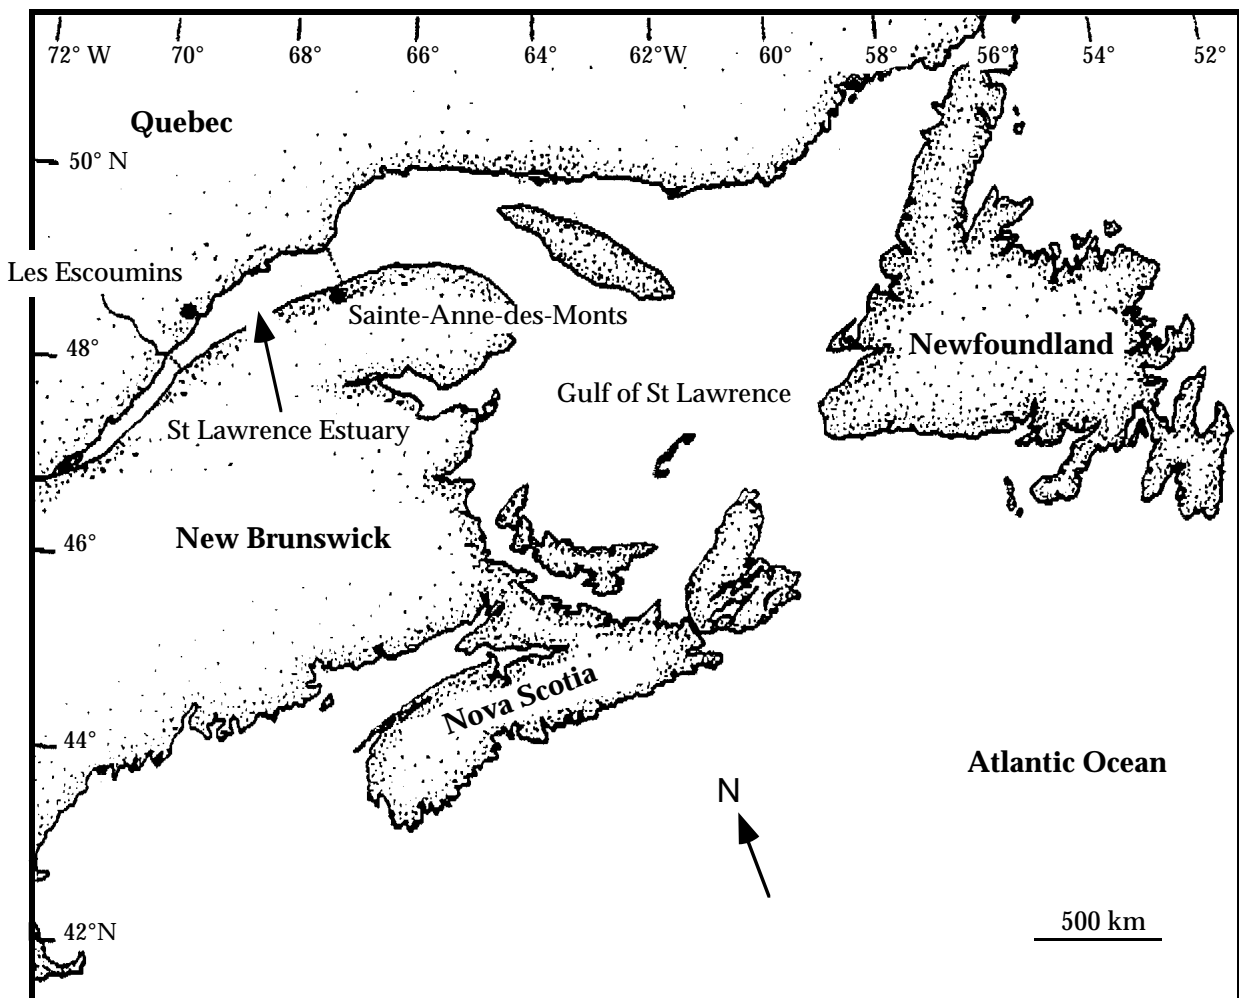 72° W 70° 68° 66° 64° 62°W 60° 58° 56° 54° 52°
Quebec
50° N
Les Escoumins
Sainte-Anne-des-Monts
48°
Newfoundland
Gulf of St Lawrence
St Lawrence Estuary
New Brunswick
46°
Nova Scotia
44°
Atlantic Ocean
N
500 km
42°N